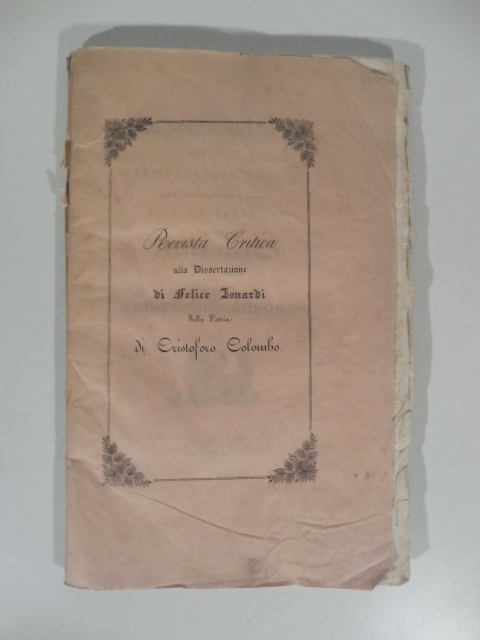 Revista Critica
alla Dissertazione
di Felice Isnardi
Sulla Patria
di Cristoforo Colombo.